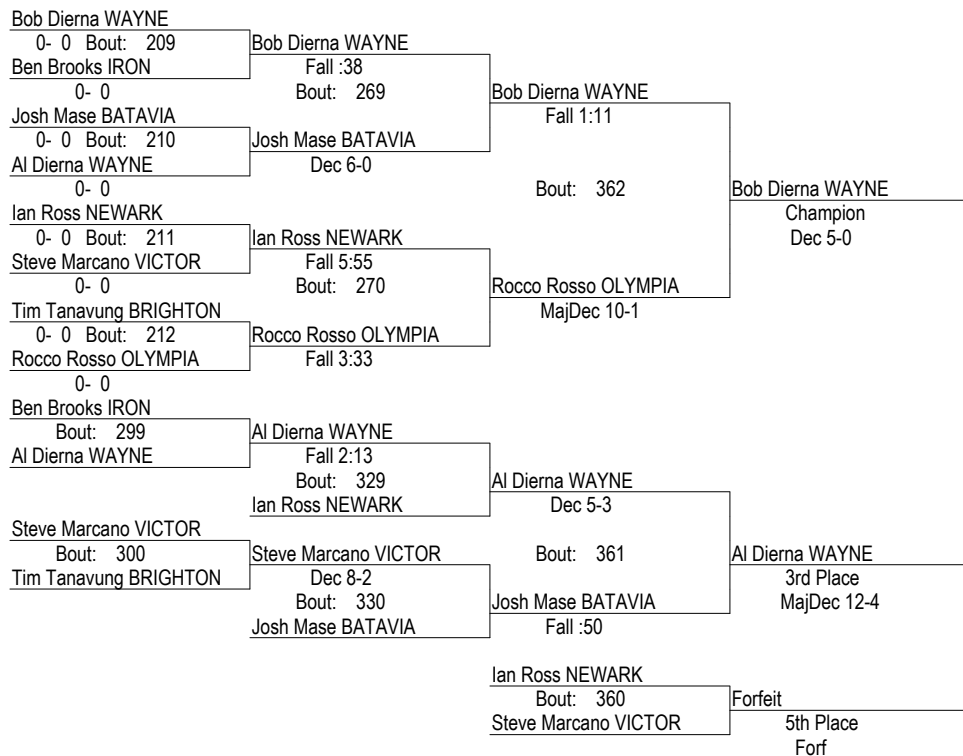 Bob Dierna WAYNE
0- 0 Bout: 209
Bob Dierna WAYNE
Ben Brooks IRON
Fall :38
0- 0
Bout: 269
Bob Dierna WAYNE
Josh Mase BATAVIA
Fall 1:11
0- 0 Bout: 210
Josh Mase BATAVIA
Al Dierna WAYNE
Dec 6-0
0- 0
Bout: 362
Bob Dierna WAYNE
Ian Ross NEWARK
Champion
0- 0 Bout: 211
Ian Ross NEWARK
Dec 5-0
Steve Marcano VICTOR
Fall 5:55
0- 0
Bout: 270
Rocco Rosso OLYMPIA
Tim Tanavung BRIGHTON
MajDec 10-1
0- 0 Bout: 212
Rocco Rosso OLYMPIA
Rocco Rosso OLYMPIA
Fall 3:33
0- 0
Ben Brooks IRON
Bout: 299
Al Dierna WAYNE
Al Dierna WAYNE
Fall 2:13
Bout: 329
Al Dierna WAYNE
Ian Ross NEWARK
Dec 5-3
Steve Marcano VICTOR
Bout: 300
Steve Marcano VICTOR
Bout: 361
Al Dierna WAYNE
Tim Tanavung BRIGHTON
Dec 8-2
3rd Place
Bout: 330
Josh Mase BATAVIA
MajDec 12-4
Josh Mase BATAVIA
Fall :50
Ian Ross NEWARK
Bout: 360
Forfeit
Steve Marcano VICTOR
5th Place
Forf